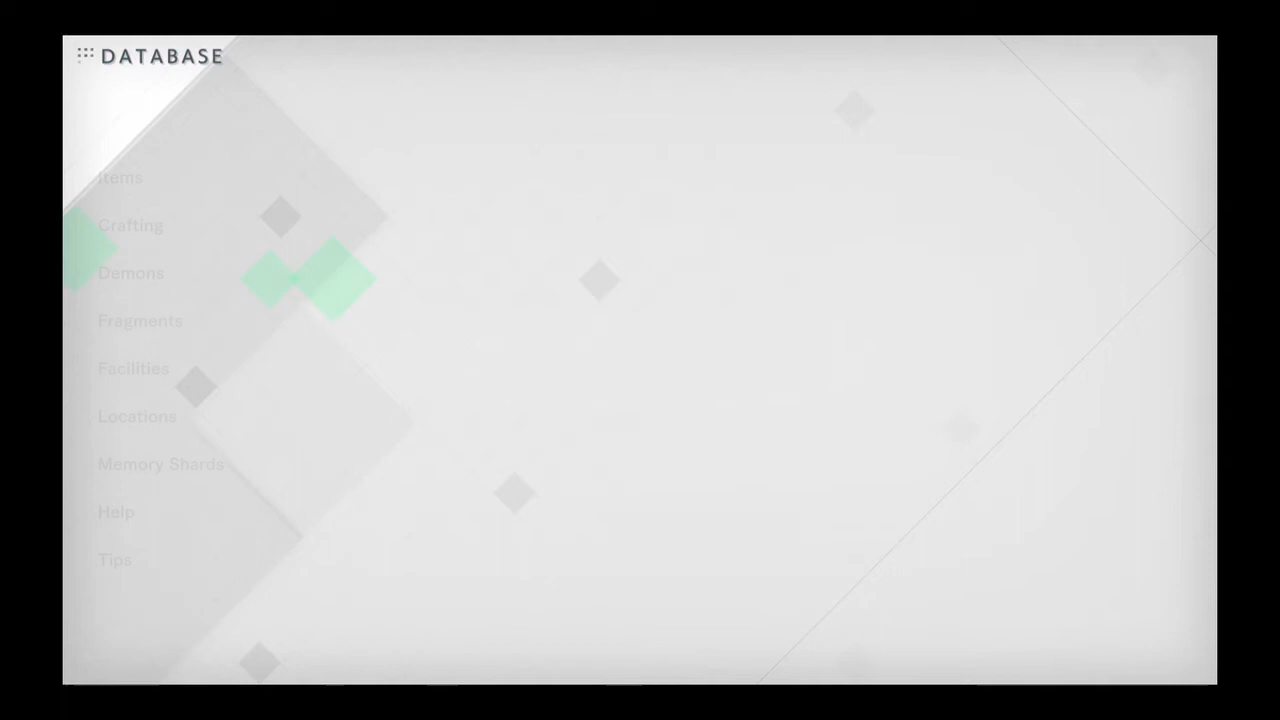 DATABASE
Items
Crafting
Demons
Fragments
Facilities
Locations
Memory Shards
Help
Tips